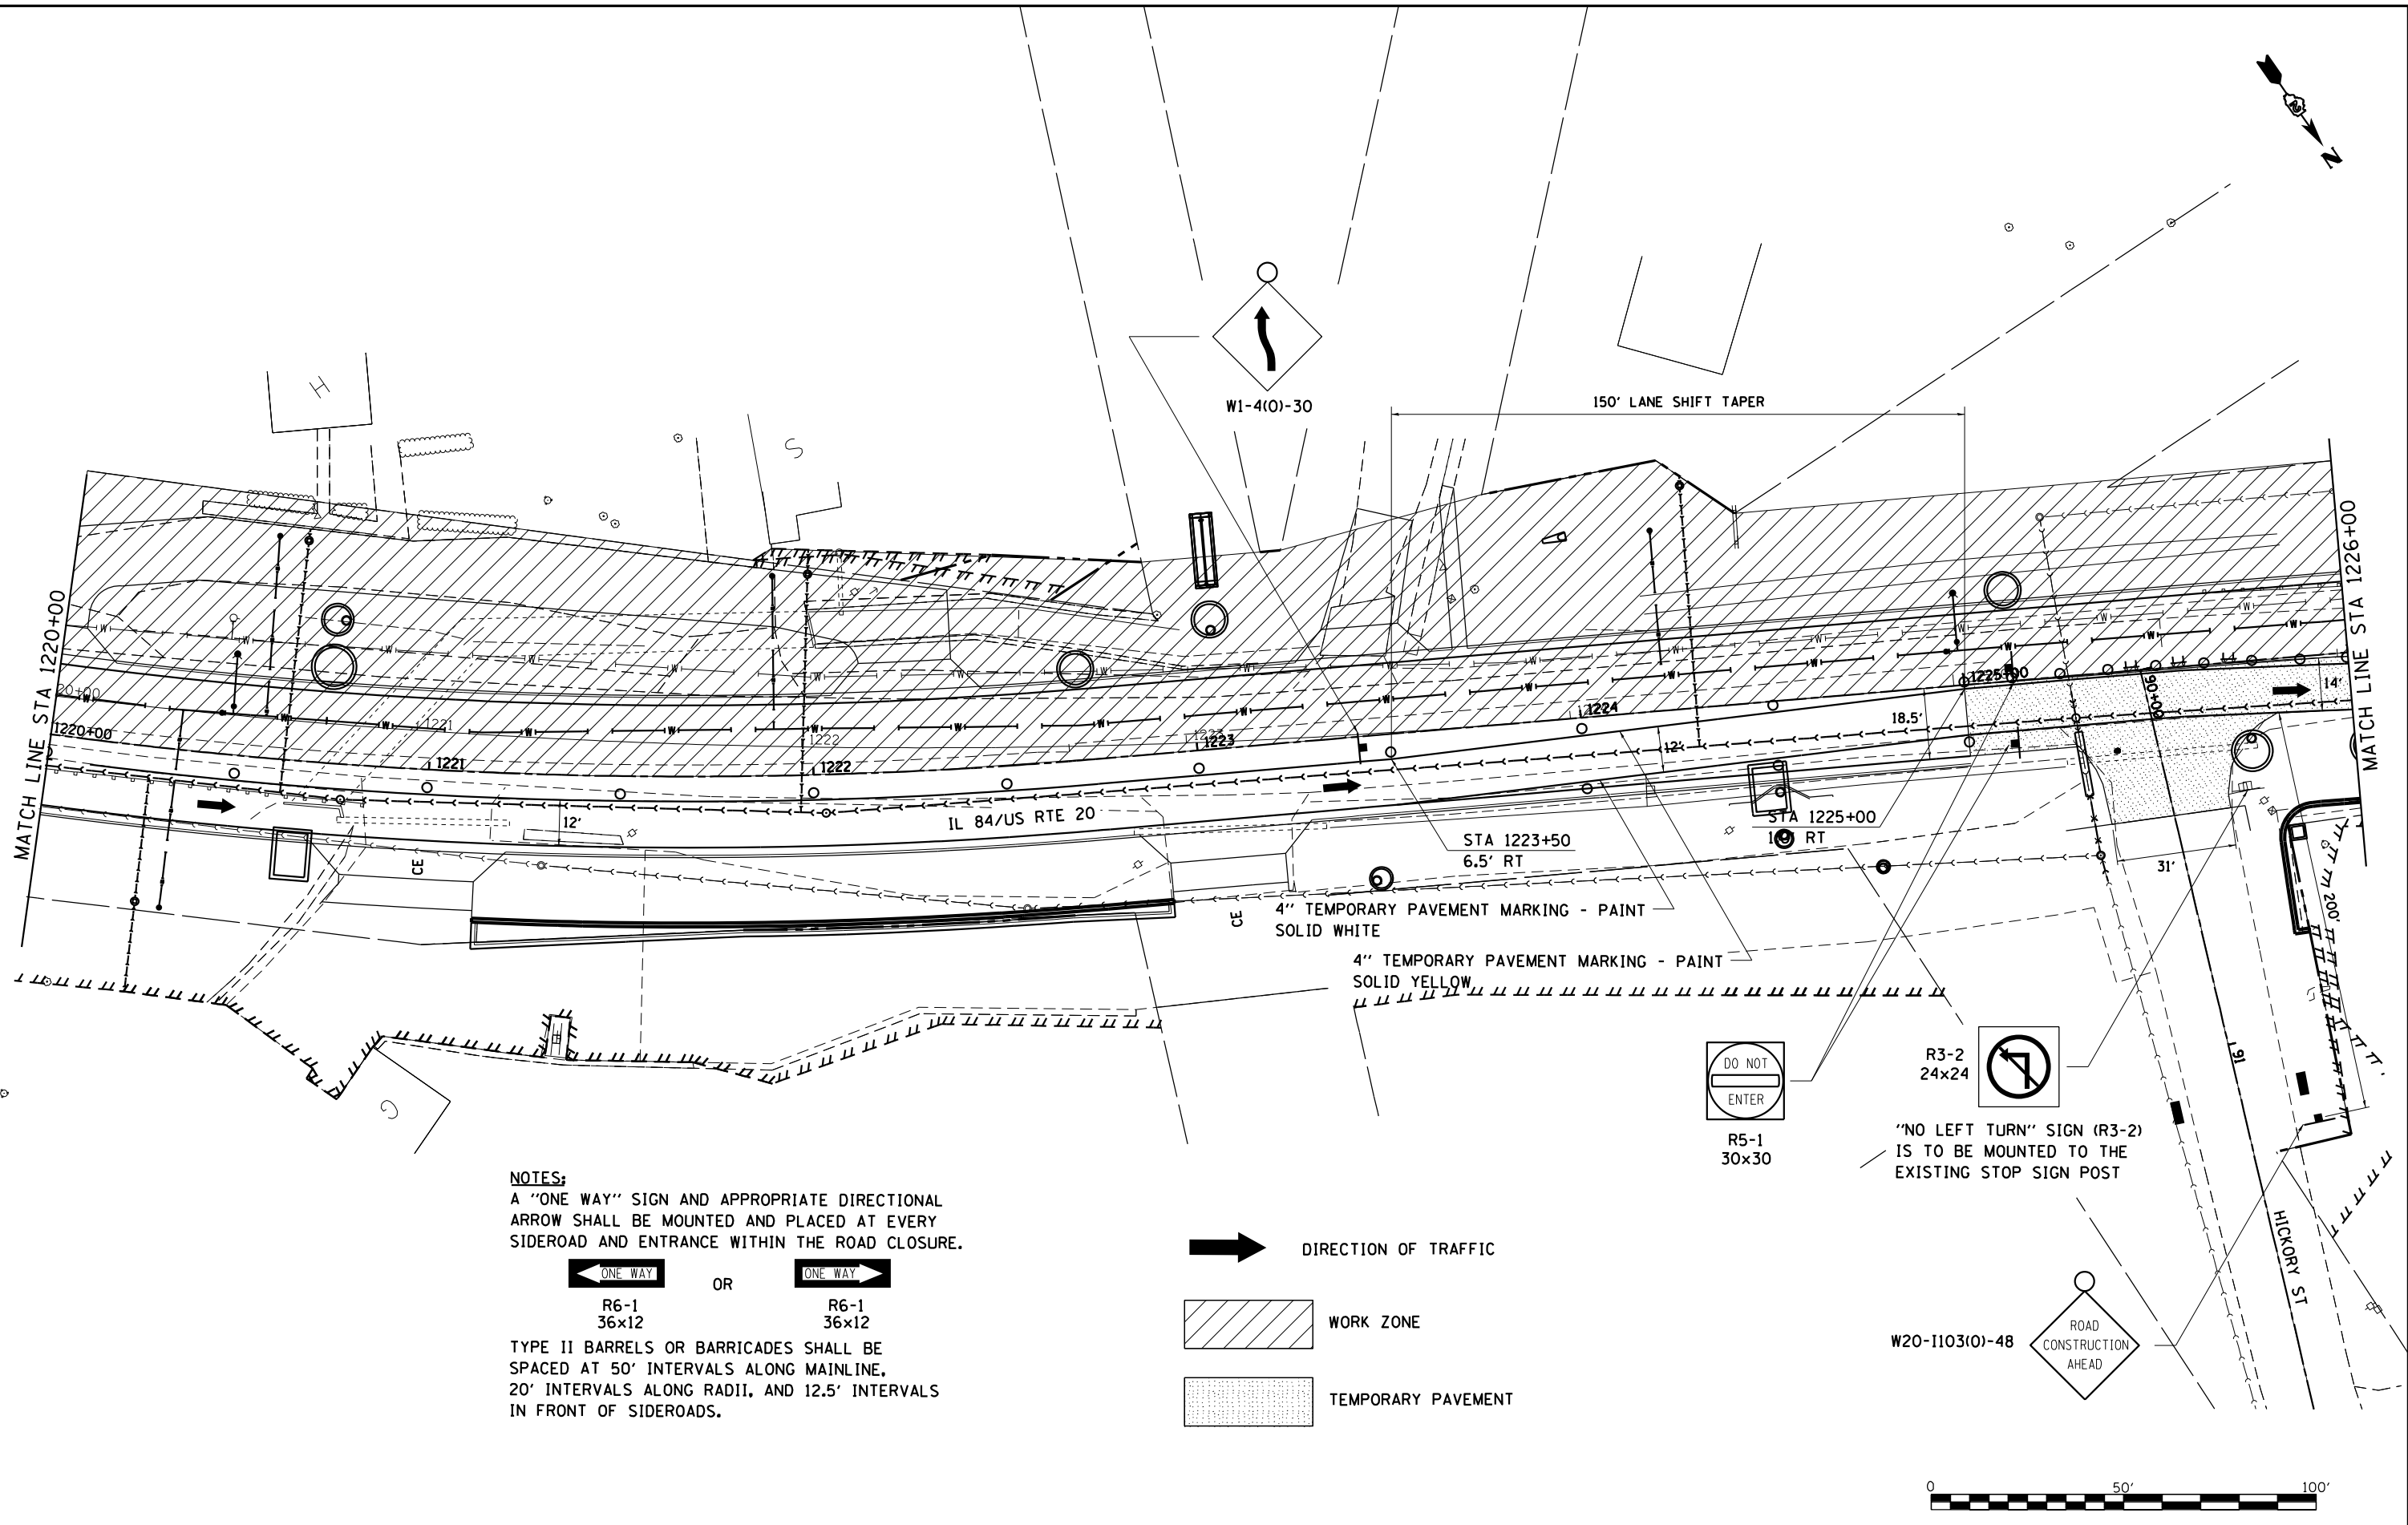 N
W1-4(O)-30
150' LANE SHIFT TAPER
H
S
MATCH LINE STA 1220+00
MATCH LINE STA 1226+00
20+00
1220+00
1221
1221
1222
1222
1223
1223
1224
1225+00
90+00
14'
18.5'
12'
12'
IL 84/US RTE 20
CE
CE
STA 1223+50
6.5' RT
STA 1225+00
RT
31'
200'
16'
4" TEMPORARY PAVEMENT MARKING - PAINT
SOLID WHITE
4" TEMPORARY PAVEMENT MARKING - PAINT
SOLID YELLOW
H
G
DO NOT
ENTER
R5-1
30x30
R3-2
24x24
"NO LEFT TURN" SIGN (R3-2)
IS TO BE MOUNTED TO THE
EXISTING STOP SIGN POST
HICKORY ST
W20-I103(O)-48
ROAD
CONSTRUCTION
AHEAD
NOTES:
A "ONE WAY" SIGN AND APPROPRIATE DIRECTIONAL
ARROW SHALL BE MOUNTED AND PLACED AT EVERY
SIDEROAD AND ENTRANCE WITHIN THE ROAD CLOSURE.
ONE WAY
OR
ONE WAY
R6-1
36x12
R6-1
36x12
TYPE II BARRELS OR BARRICADES SHALL BE
SPACED AT 50' INTERVALS ALONG MAINLINE,
20' INTERVALS ALONG RADII, AND 12.5' INTERVALS
IN FRONT OF SIDEROADS.
DIRECTION OF TRAFFIC
WORK ZONE
TEMPORARY PAVEMENT
0 50' 100'